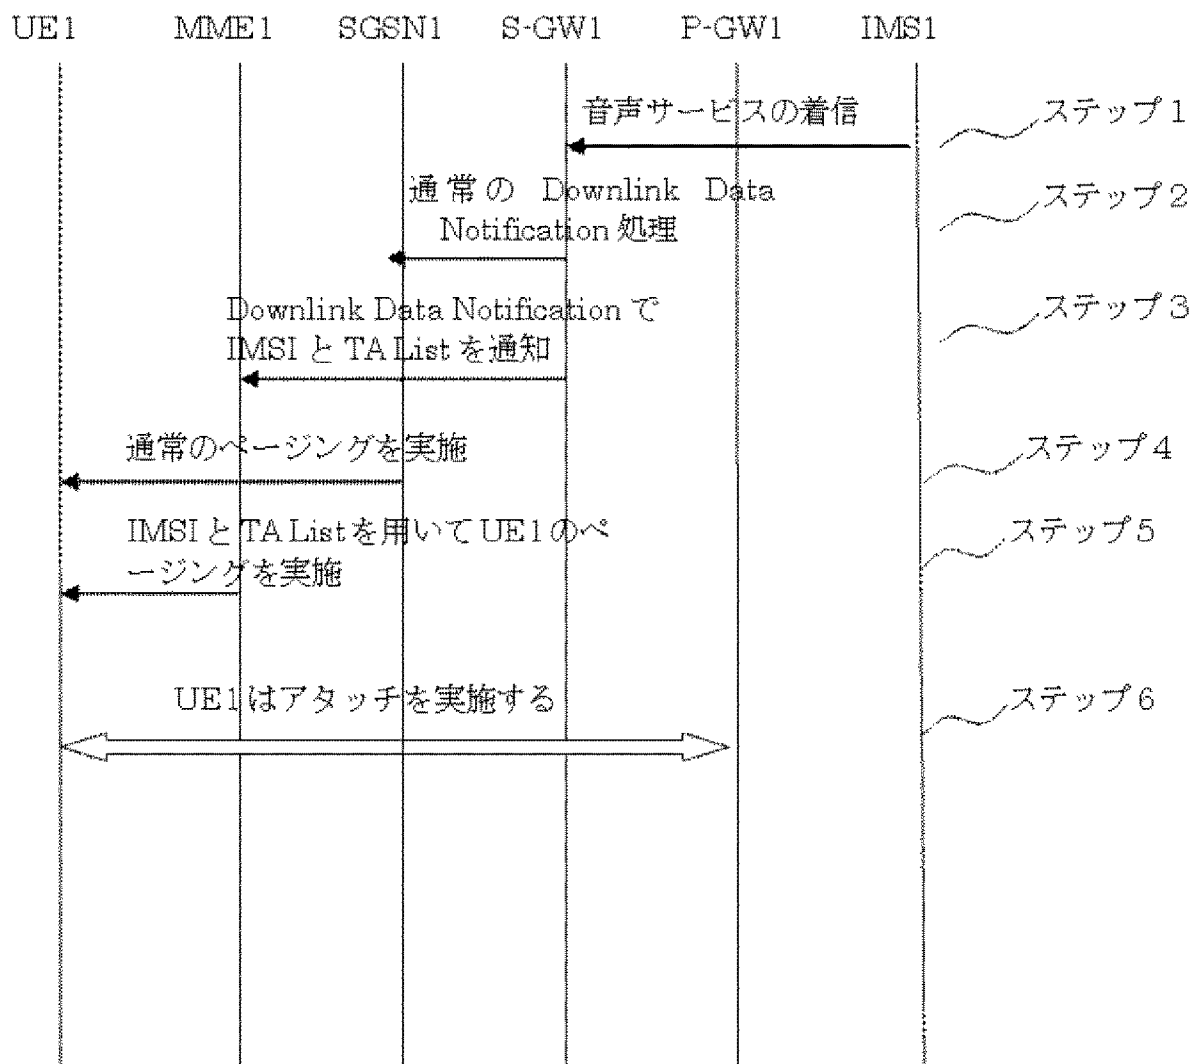 UE1 MME1 SGSN1 S-GW1 P-GW1 IMS1
音声サービスの着信
ステップ1
通常の Downlink Data
Notification 処理
ステップ2
Downlink Data Notification で
IMSI と TA List を通知
ステップ3
通常のページングを実施
ステップ4
IMSI と TA List を用いて UE1 のペ
ージングを実施
ステップ5
UE1 はアタッチを実施する
ステップ6